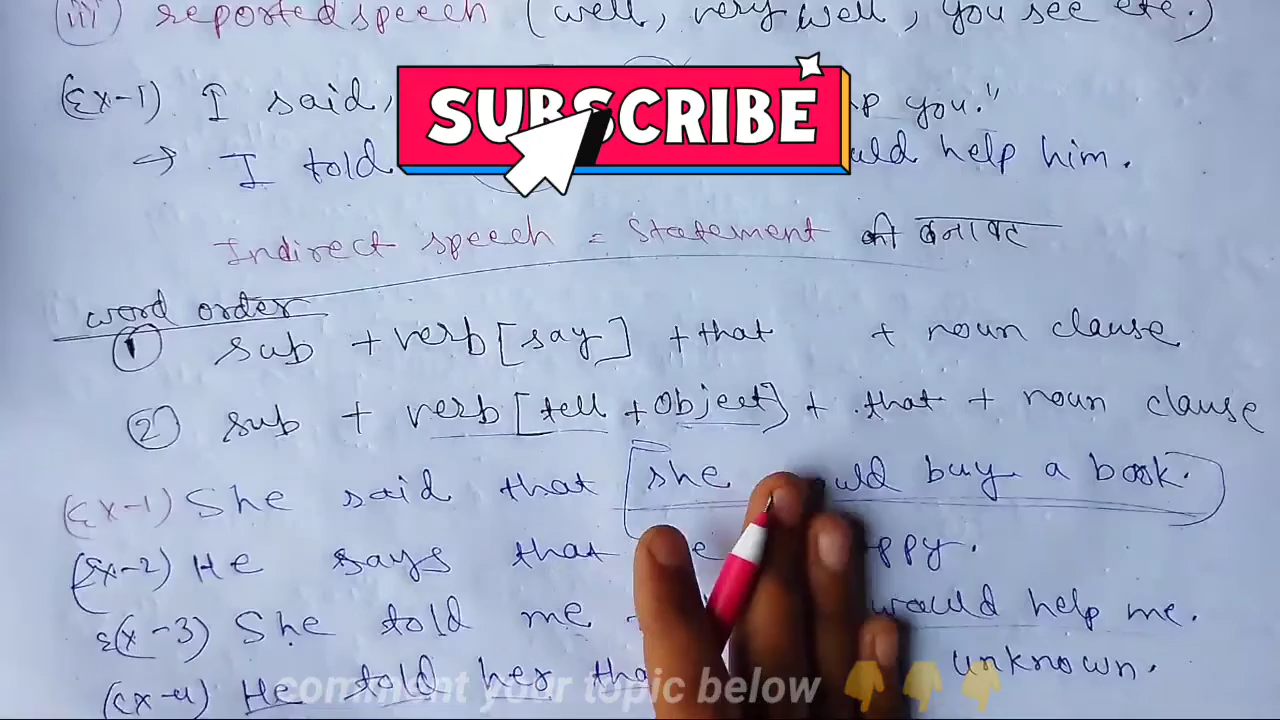 (iii) reported speech (well, very well, you see etc.)
(Ex-1) I said, you."
SUBSCRIBE
→ I told help him.
Indirect speech = Statement की बनावट
word order
① sub + verb [say] + that + noun clause
② sub + verb [tell + Object] + that + noun clause
(Ex-1) She said that she would buy a book.
(Ex-2) He says that
(Ex-3) She told me would help me.
(Ex-4) He told her unknown.
comment your topic below 👇👇👇